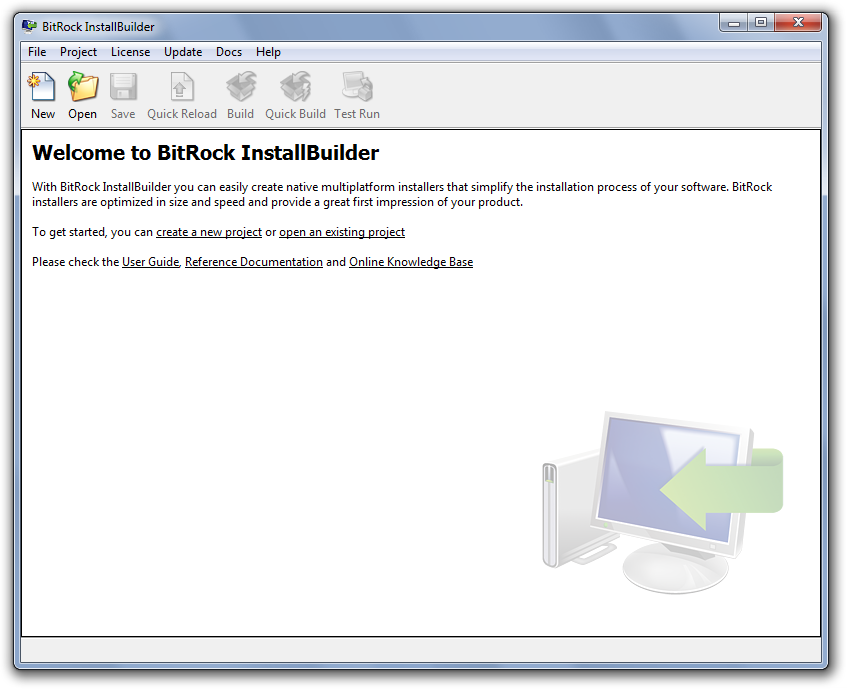 BitRock InstallBuilder
File Project License Update Docs Help
New Open Save Quick Reload Build Quick Build Test Run
Welcome to BitRock InstallBuilder
With BitRock InstallBuilder you can easily create native multiplatform installers that simplify the installation process of your software. BitRock
installers are optimized in size and speed and provide a great first impression of your product.
To get started, you can create a new project or open an existing project
Please check the User Guide, Reference Documentation and Online Knowledge Base